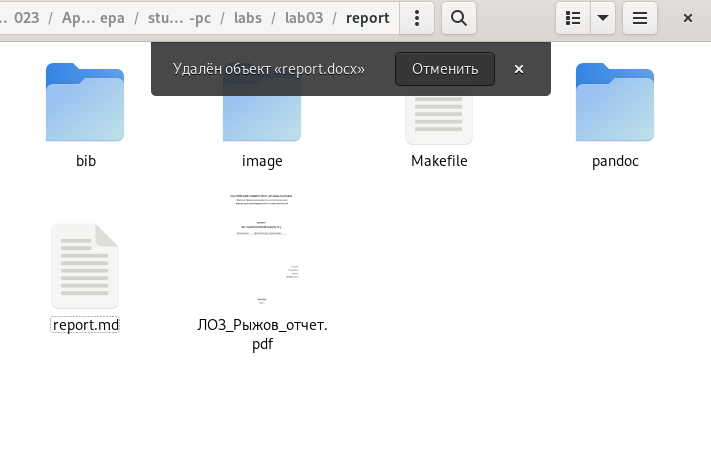 023 / Ap… ера / stu… -pc / labs / lab03 / report
Удалён объект «report.docx» Отменить
bib
image
Makefile
pandoc
report.md
ЛОЗ_Рыжов_отчет.
pdf